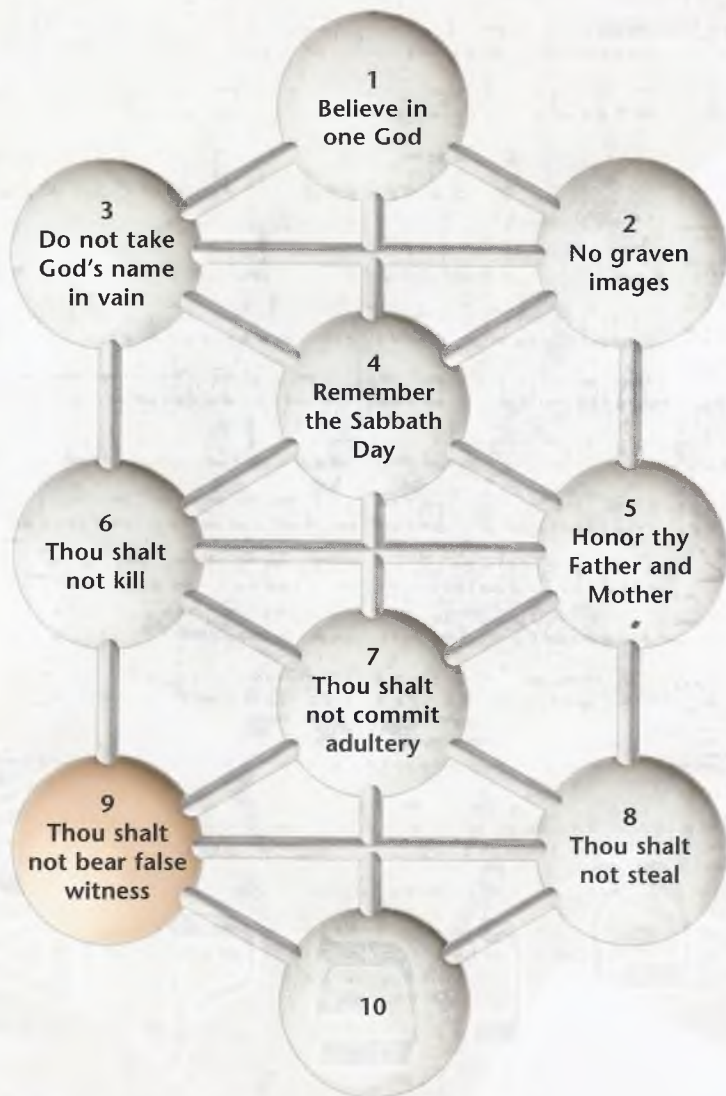 1
Believe in
one God
3
Do not take
God's name
in vain
2
No graven
images
4
Remember
the Sabbath
Day
6
Thou shalt
not kill
5
Honor thy
Father and
Mother
7
Thou shalt
not commit
adultery
9
Thou shalt
not bear false
witness
8
Thou shalt
not steal
10